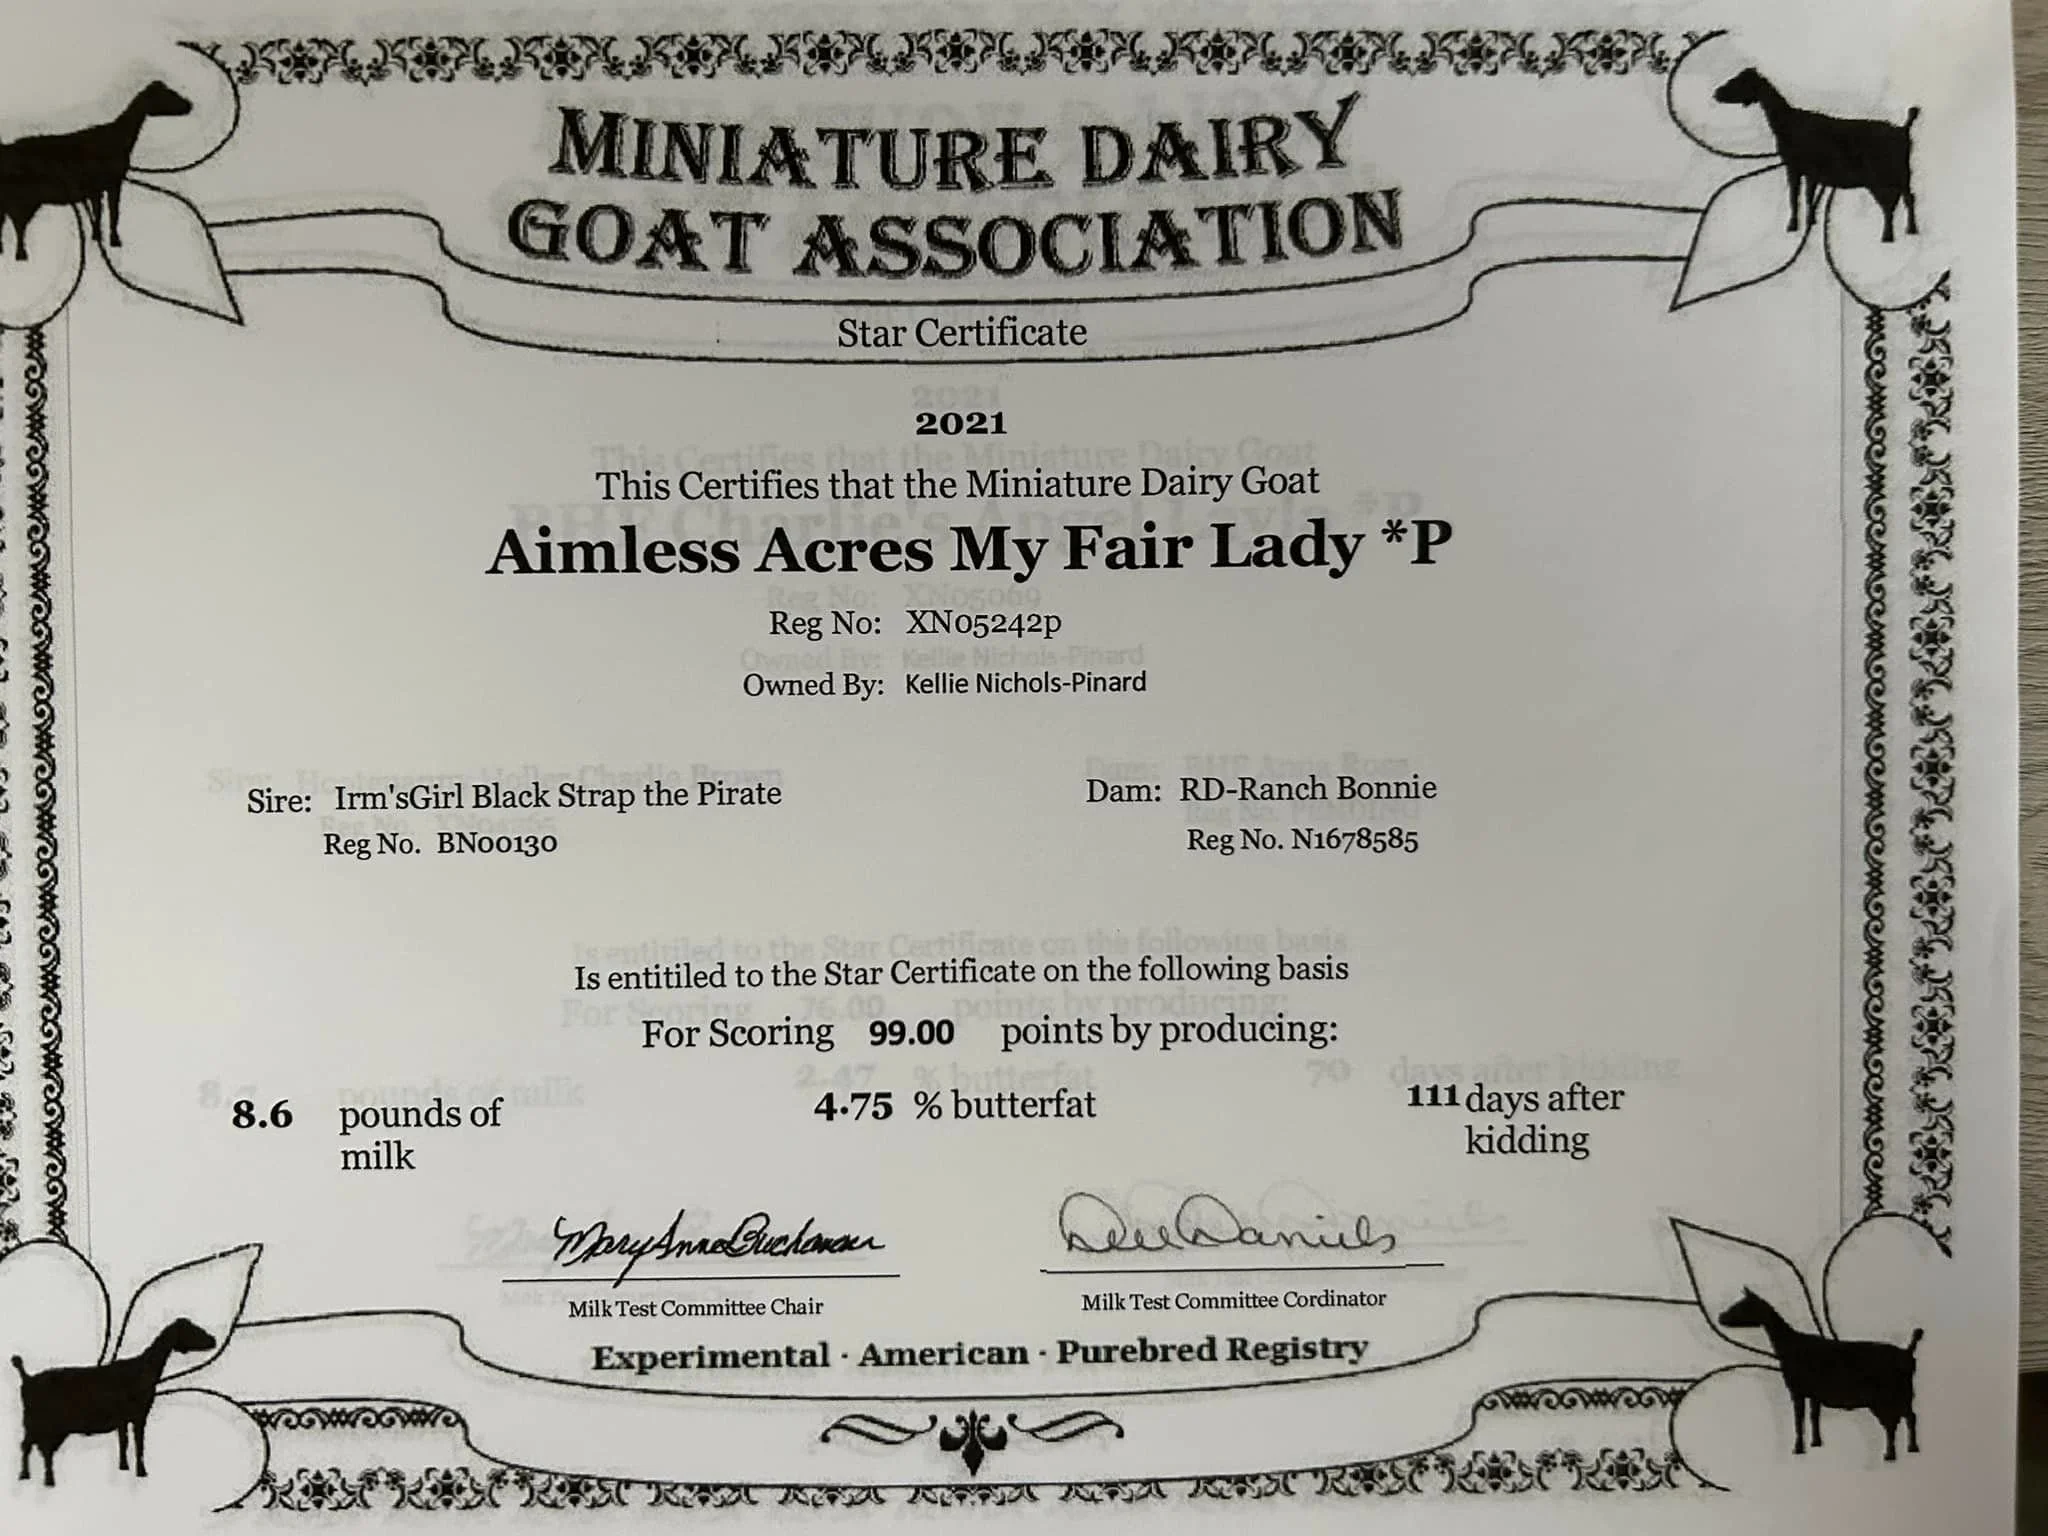 MINIATURE DAIRY
GOAT ASSOCIATION
Star Certificate
2021
This Certifies that the Miniature Dairy Goat
Aimless Acres My Fair Lady *P
Reg No: XN05242p
Owned By: Kellie Nichols-Pinard
Sire: Irm'sGirl Black Strap the Pirate
Reg No. BN00130
Dam: RD-Ranch Bonnie
Reg No. N1678585
Is entitiled to the Star Certificate on the following basis
For Scoring 99.00 points by producing:
8.6 pounds of
milk
4.75 % butterfat
111 days after
kidding
MaryAnne Buchanan
Dee Daniels
Milk Test Committee Chair
Milk Test Committee Cordinator
Experimental · American · Purebred Registry